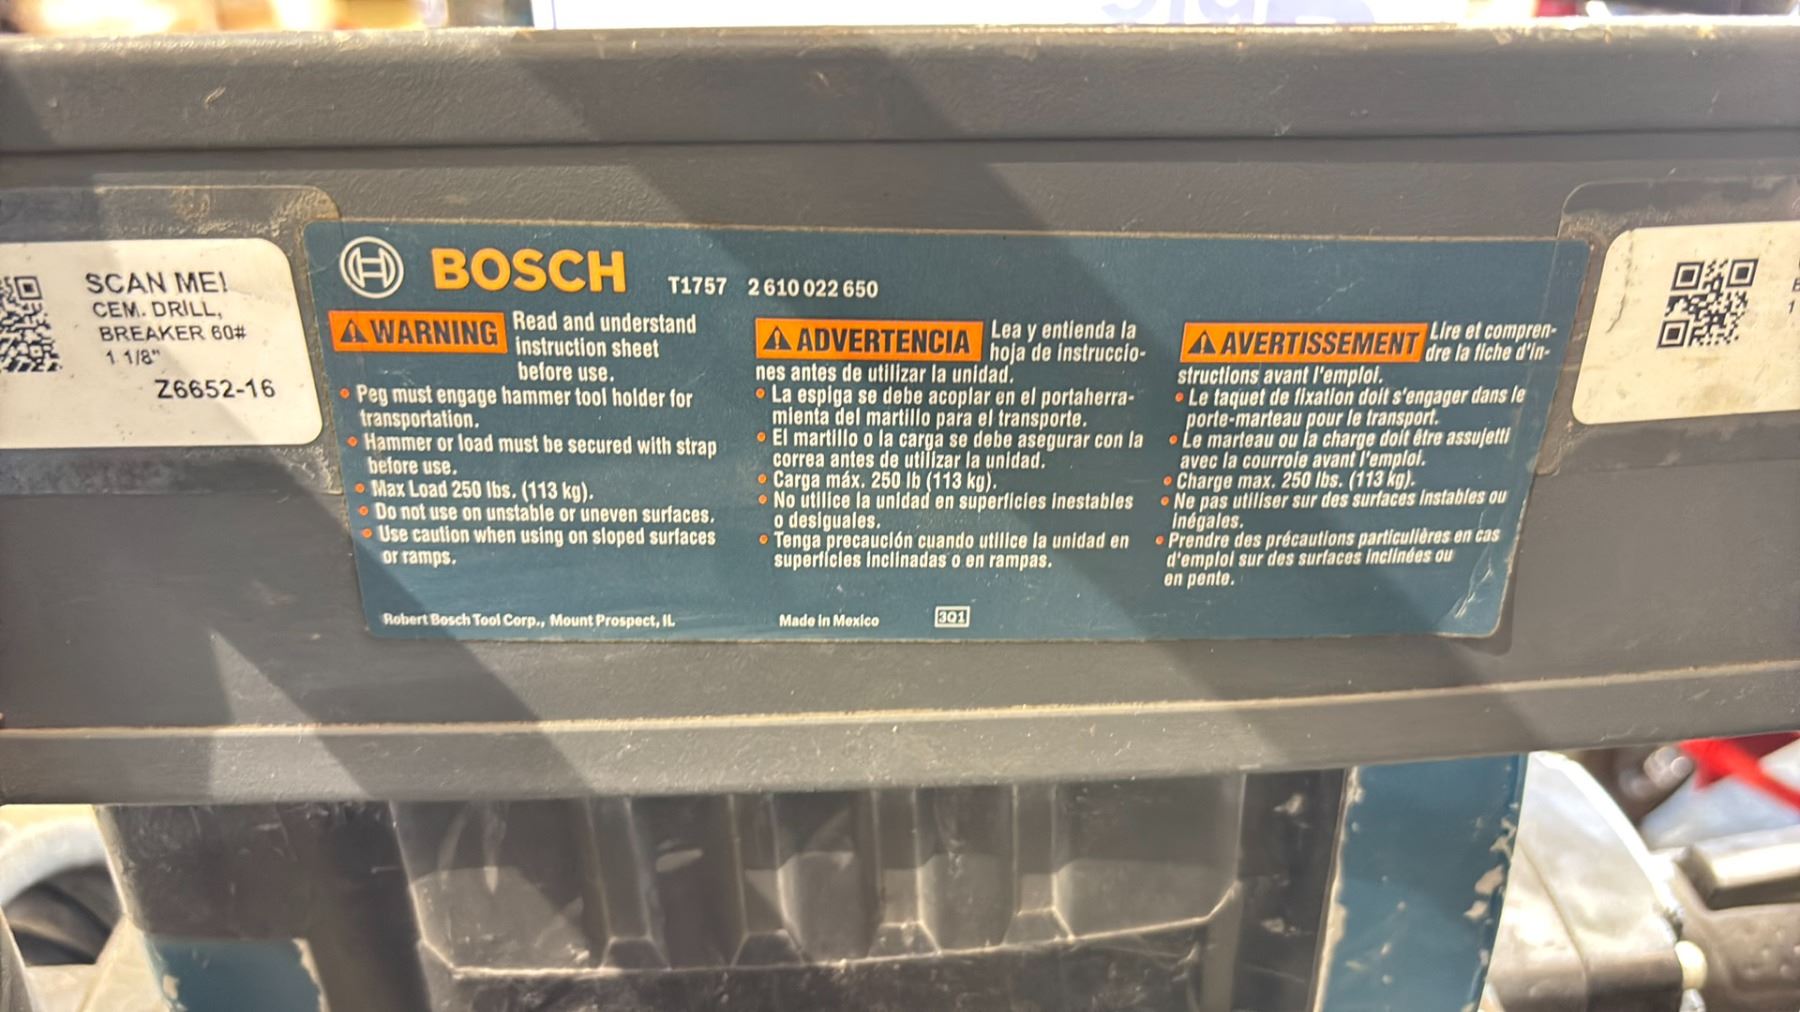 SCAN ME!
CEM. DRILL,
BREAKER 60#
1 1/8"
Z6652-16
BOSCH T1757 2 610 022 650
WARNING Read and understand
instruction sheet
before use.
• Peg must engage hammer tool holder for
transportation.
• Hammer or load must be secured with strap
before use.
• Max Load 250 lbs. (113 kg).
• Do not use on unstable or uneven surfaces.
• Use caution when using on sloped surfaces
or ramps.
ADVERTENCIA Lea y entienda la
hoja de instruccio-
nes antes de utilizar la unidad.
• La espiga se debe acoplar en el portaherra-
mienta del martillo para el transporte.
• El martillo o la carga se debe asegurar con la
correa antes de utilizar la unidad.
• Carga máx. 250 lb (113 kg).
• No utilice la unidad en superficies inestables
o desiguales.
• Tenga precaución cuando utilice la unidad en
superficies inclinadas o en rampas.
AVERTISSEMENT Lire et compren-
dre la fiche d'in-
structions avant l'emploi.
• Le taquet de fixation doit s'engager dans le
porte-marteau pour le transport.
• Le marteau ou la charge doit être assujetti
avec la courroie avant l'emploi.
• Charge max. 250 lbs. (113 kg).
• Ne pas utiliser sur des surfaces instables ou
inégales.
• Prendre des précautions particulières en cas
d'emploi sur des surfaces inclinées ou
en pente.
Robert Bosch Tool Corp., Mount Prospect, IL
Made in Mexico
3Q1